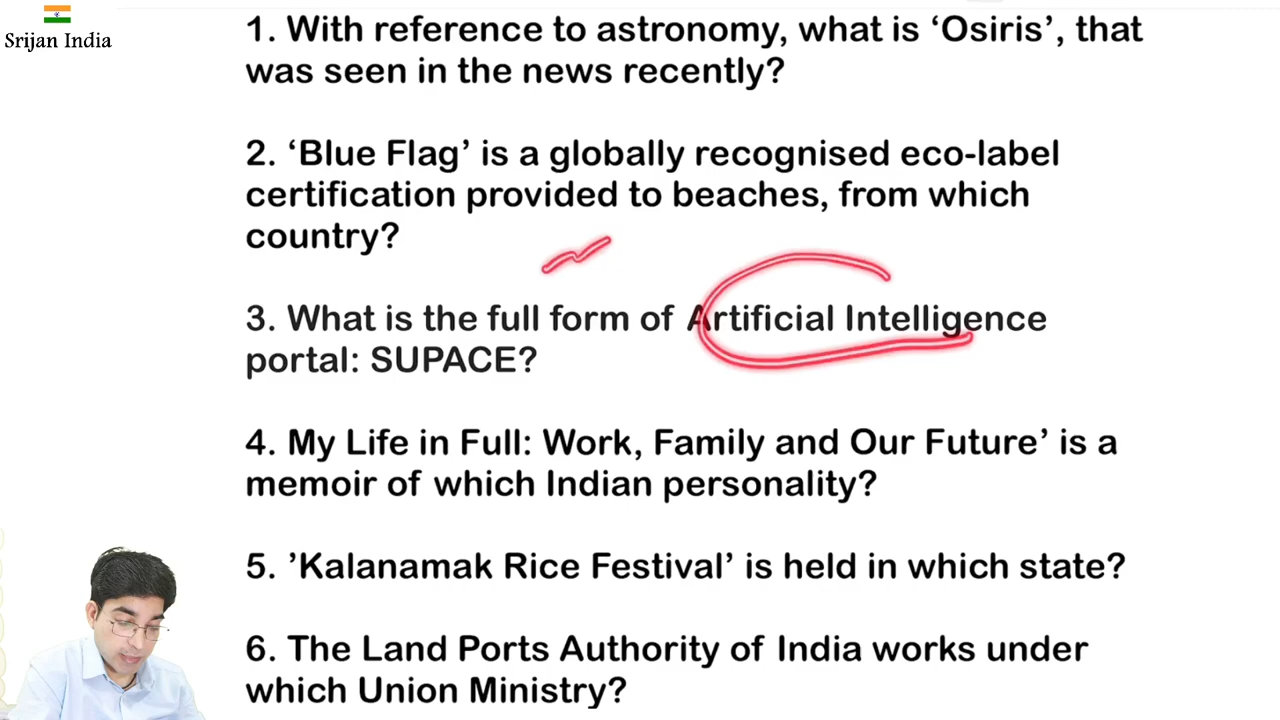 Srijan India
1. With reference to astronomy, what is ‘Osiris’, that
was seen in the news recently?
2. ‘Blue Flag’ is a globally recognised eco-label
certification provided to beaches, from which
country?
3. What is the full form of Artificial Intelligence
portal: SUPACE?
4. My Life in Full: Work, Family and Our Future’ is a
memoir of which Indian personality?
5. ’Kalanamak Rice Festival’ is held in which state?
6. The Land Ports Authority of India works under
which Union Ministry?